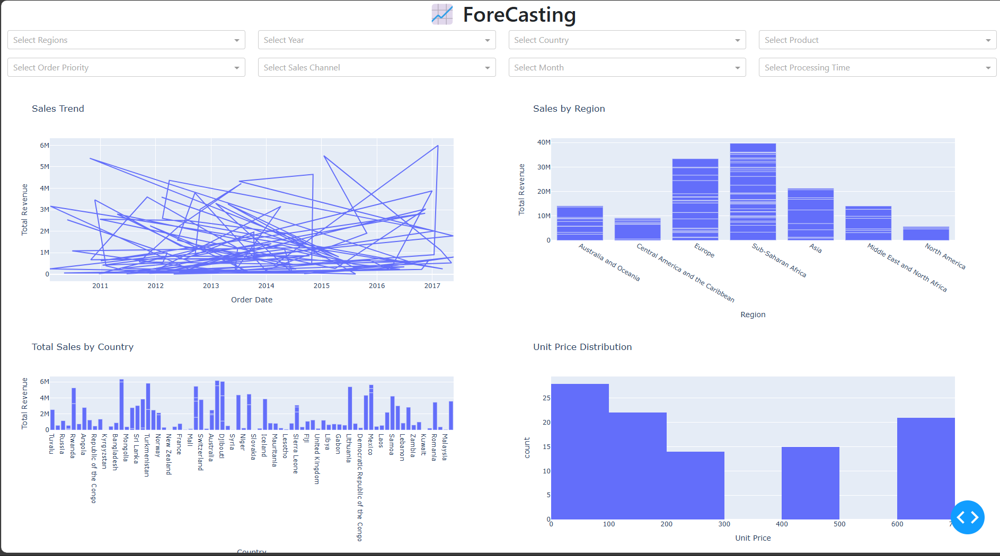 ForeCasting
Select Regions
Select Year
Select Country
Select Product
Select Order Priority
Select Sales Channel
Select Month
Select Processing Time
Sales Trend
6M
5M
4M
3M
2M
1M
0
Total Revenue
2011 2012 2013 2014 2015 2016 2017
Order Date
Sales by Region
40M
30M
20M
10M
0
Total Revenue
Australia and Oceania
Central America and the Caribbean
Europe
Sub-Saharan Africa
Asia
Middle East and North Africa
North America
Region
Total Sales by Country
6M
4M
2M
0
Total Revenue
Tuvalu
Russia
Rwanda
Angola
Republic of the Congo
Kyrgyzstan
Bangladesh
Mongolia
Sri Lanka
Turkmenistan
Norway
New Zealand
France
Mali
Switzerland
Australia
Djibouti
Syria
Niger
Slovakia
Iceland
Mauritania
Lesotho
Sierra Leone
Fiji
United Kingdom
Libya
Gabon
Lithuania
Democratic Republic of the Congo
Mexico
Laos
Samoa
Lebanon
Zambia
Kuwait
Romania
Malaysia
Country
Unit Price Distribution
25
20
15
10
5
0
count
0 100 200 300 400 500 600
Unit Price